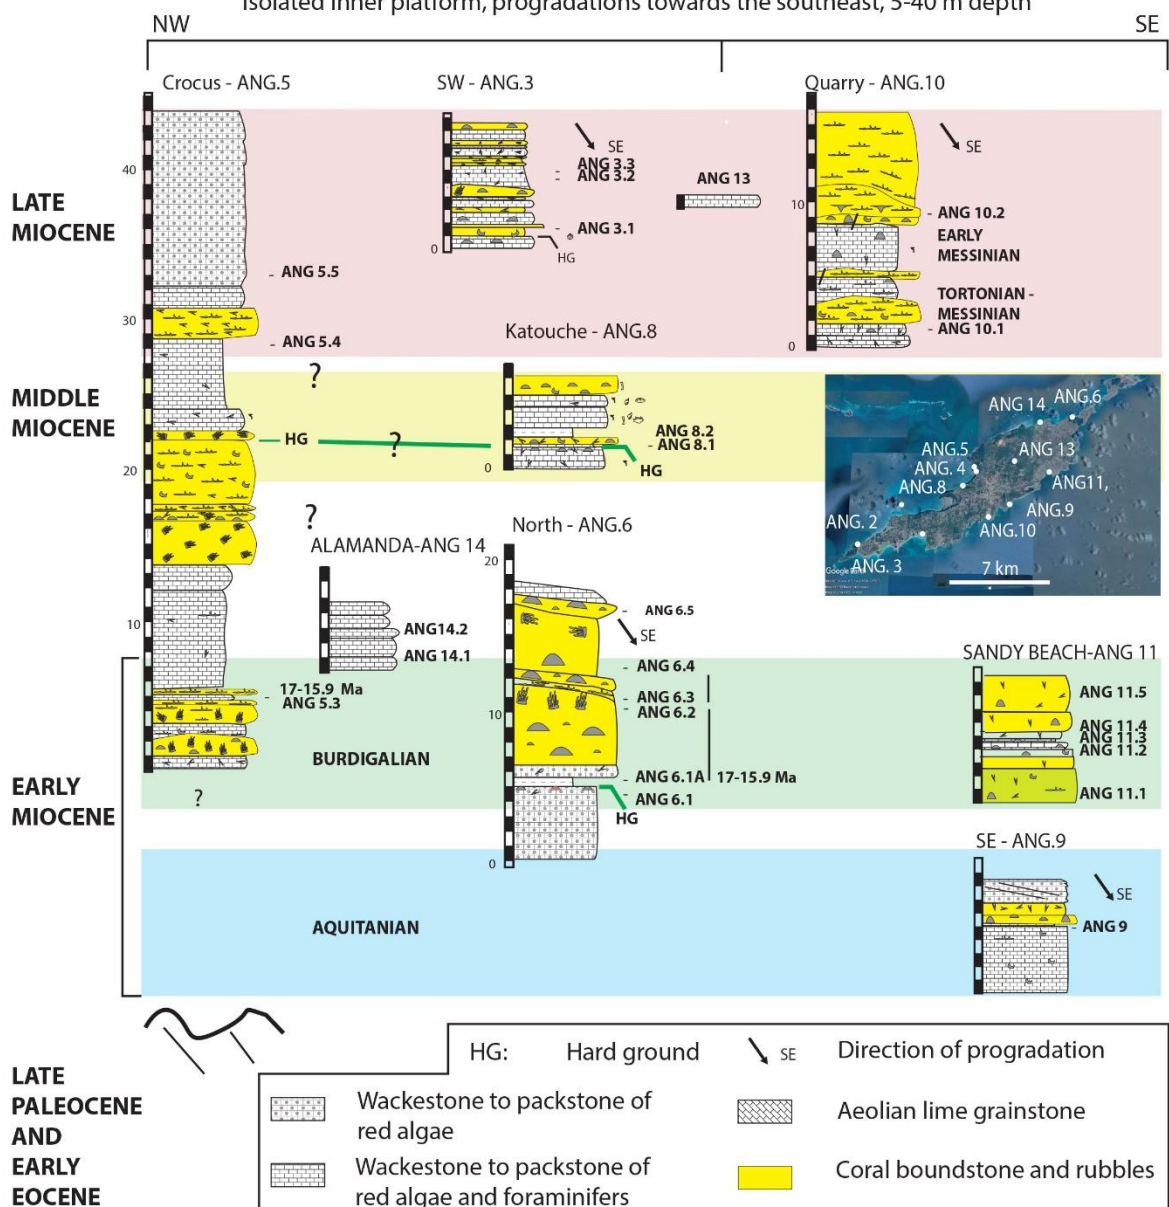 Isolated inner platform, progradations towards the southeast, 5-40 m depth
NW
SE
Crocus - ANG.5
SW - ANG.3
Quarry - ANG.10
SE
ANG 3.3
ANG 3.2
ANG 3.1
HG
0
ANG 13
SE
10
ANG 10.2
EARLY
MESSINIAN
TORTONIAN -
MESSINIAN
ANG 10.1
0
LATE
MIOCENE
40
ANG 5.5
30
ANG 5.4
Katouche - ANG.8
MIDDLE
MIOCENE
?
HG
?
ANG 8.2
ANG 8.1
HG
0
20
ANG 14
ANG.6
ANG.5
ANG. 4
ANG.8
ANG 13
ANG11,
ANG.9
ANG.10
ANG. 2
ANG. 3
Google Earth
7 km
?
North - ANG.6
ALAMANDA-ANG 14
20
10
ANG14.2
ANG 14.1
ANG 6.5
SE
ANG 6.4
ANG 6.3
ANG 6.2
10
ANG 6.1A
17-15.9 Ma
ANG 6.1
HG
0
SANDY BEACH-ANG 11
ANG 11.5
ANG 11.4
ANG 11.3
ANG 11.2
ANG 11.1
17-15.9 Ma
ANG 5.3
BURDIGALIAN
EARLY
MIOCENE
?
SE - ANG.9
SE
ANG 9
AQUITANIAN
LATE
PALEOCENE
AND
EARLY
EOCENE
HG: Hard ground
SE Direction of progradation
Wackestone to packstone of
red algae
Aeolian lime grainstone
Wackestone to packstone of
red algae and foraminifers
Coral boundstone and rubbles